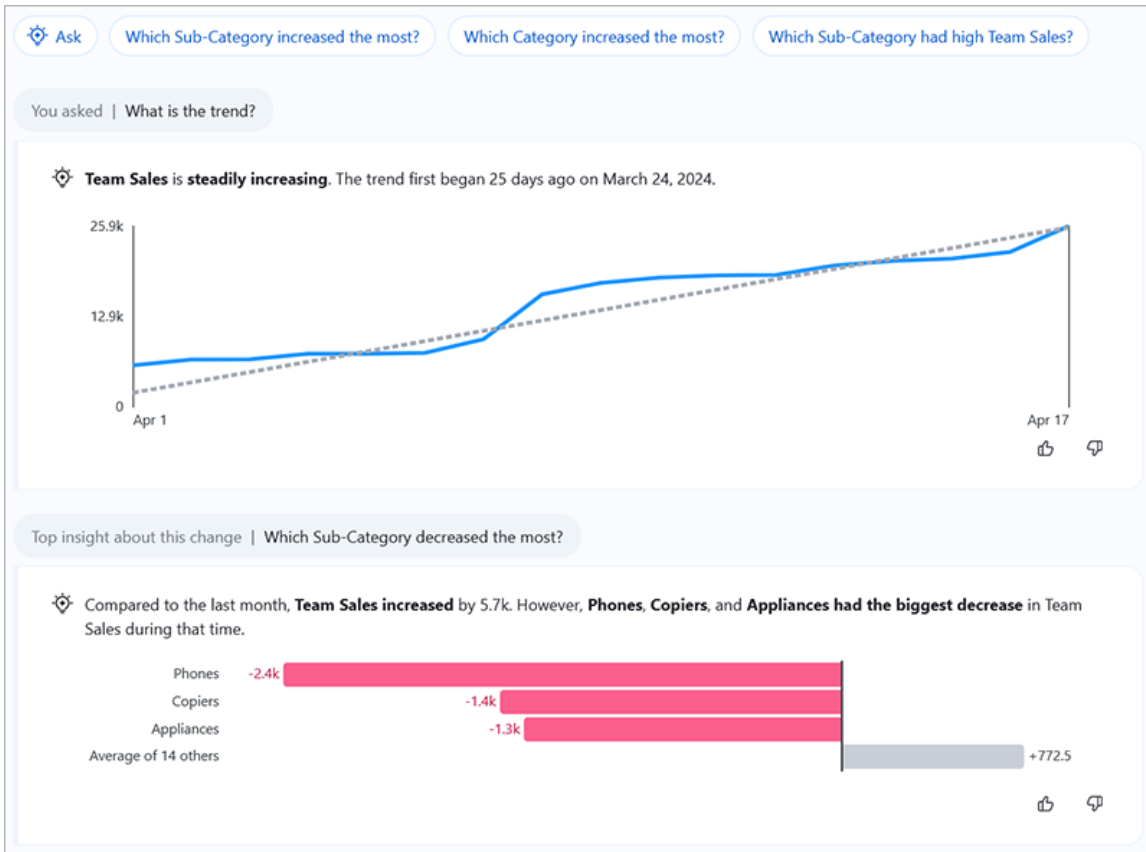 Ask
Which Sub-Category increased the most?
Which Category increased the most?
Which Sub-Category had high Team Sales?
You asked | What is the trend?
Team Sales is steadily increasing. The trend first began 25 days ago on March 24, 2024.
25.9k
12.9k
0
Apr 1
Apr 17
Top insight about this change | Which Sub-Category decreased the most?
Compared to the last month, Team Sales increased by 5.7k. However, Phones, Copiers, and Appliances had the biggest decrease in Team
Sales during that time.
Phones -2.4k
Copiers -1.4k
Appliances -1.3k
Average of 14 others +772.5